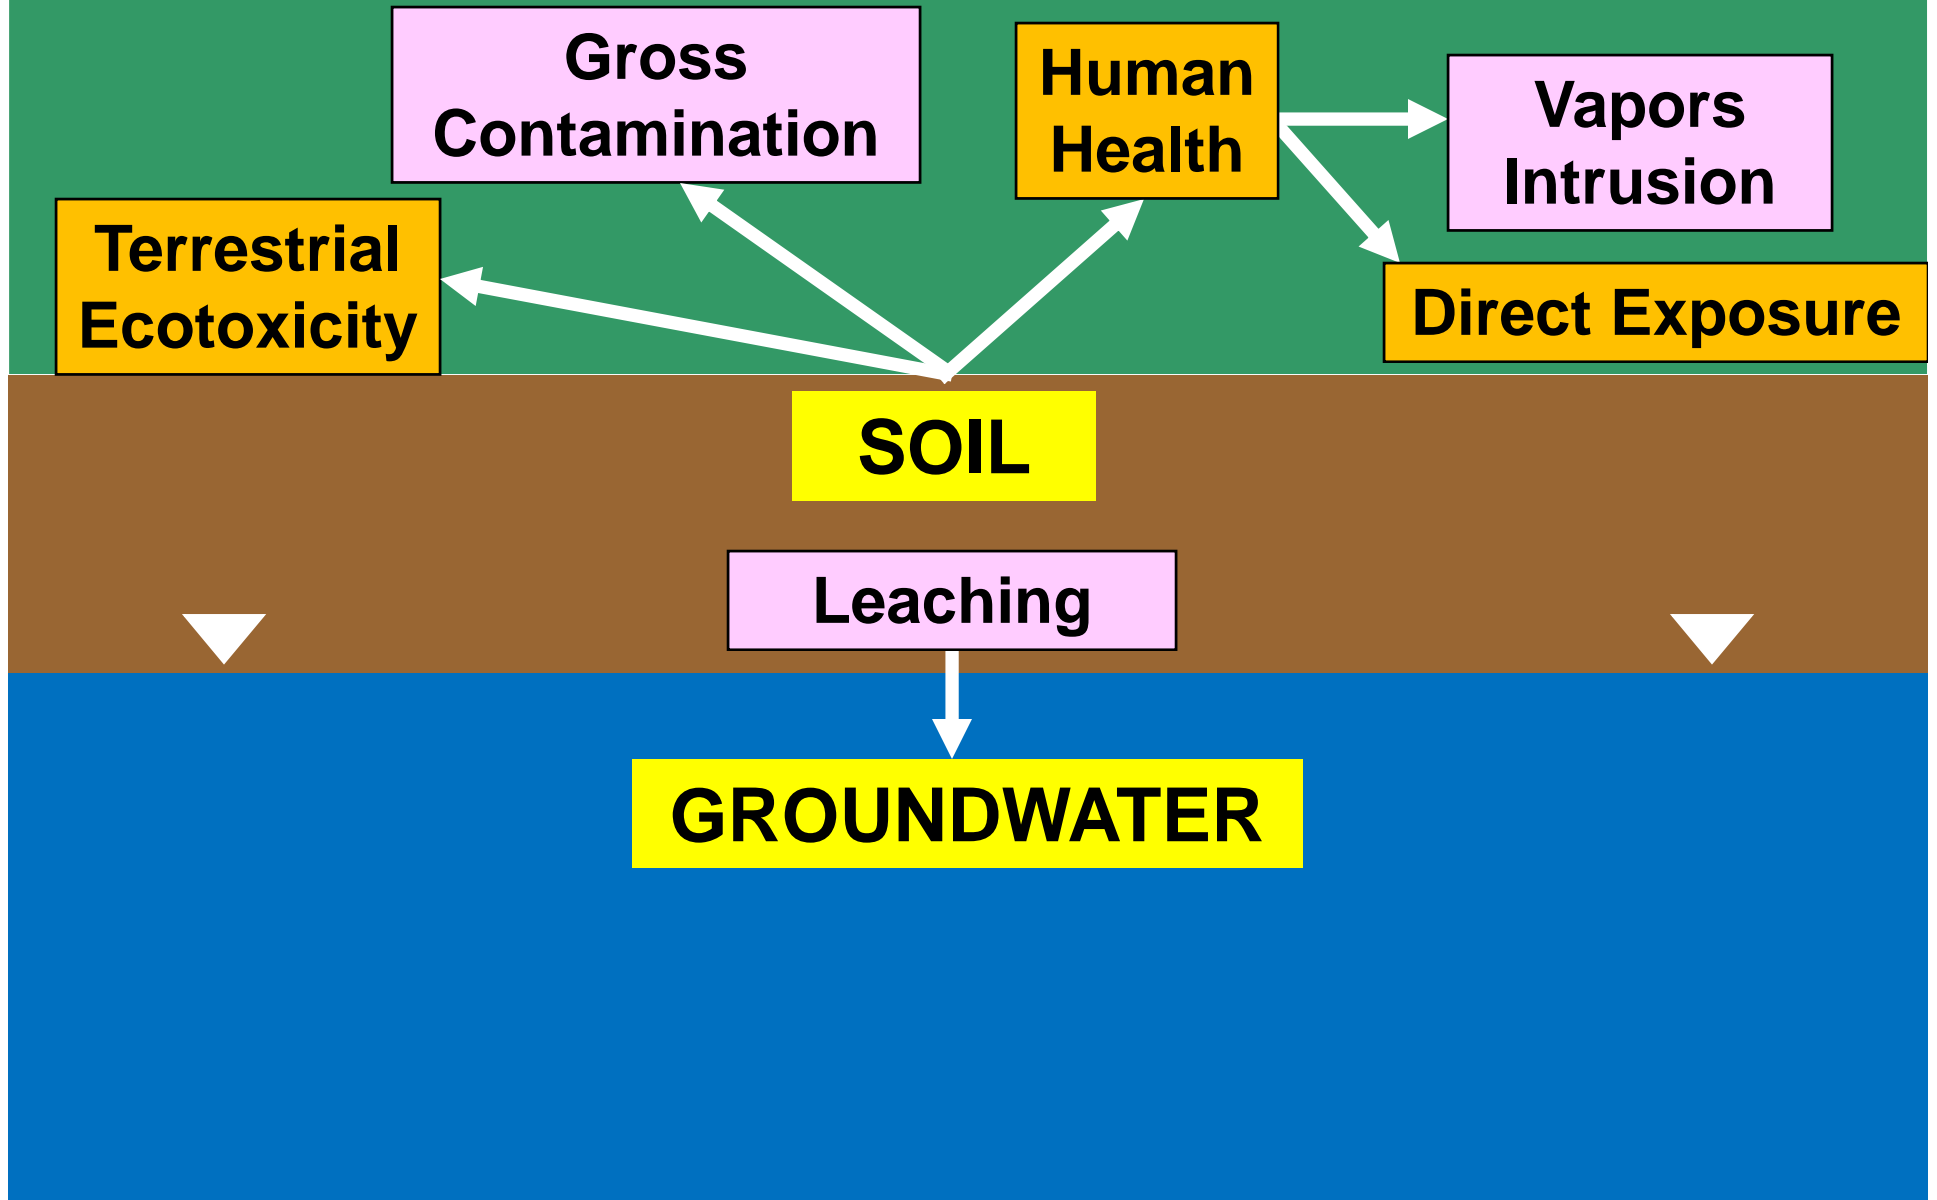 Gross
Contamination
Human
Health
Vapors
Intrusion
Terrestrial
Ecotoxicity
Direct Exposure
SOIL
Leaching
GROUNDWATER